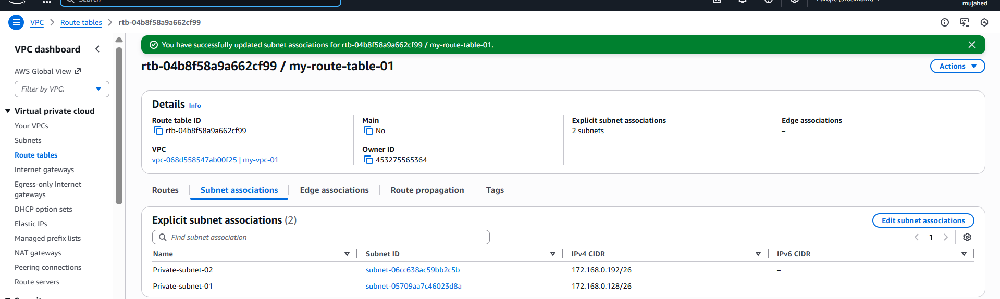 Search
Europe (Stockholm)
mujahed
VPC > Route tables > rtb-04b8f58a9a662cf99
VPC dashboard
AWS Global View
Filter by VPC:
Virtual private cloud
Your VPCs
Subnets
Route tables
Internet gateways
Egress-only Internet
gateways
DHCP option sets
Elastic IPs
Managed prefix lists
NAT gateways
Peering connections
Route servers
You have successfully updated subnet associations for rtb-04b8f58a9a662cf99 / my-route-table-01.
rtb-04b8f58a9a662cf99 / my-route-table-01
Actions
Details Info
Route table ID
rtb-04b8f58a9a662cf99
Main
No
Explicit subnet associations
2 subnets
Edge associations
–
VPC
vpc-068d558547ab00f25 | my-vpc-01
Owner ID
453275565364
Routes Subnet associations Edge associations Route propagation Tags
Explicit subnet associations (2)
Edit subnet associations
Find subnet association
1
Name Subnet ID IPv4 CIDR IPv6 CIDR
Private-subnet-02 subnet-06cc638ac59bb2c5b 172.168.0.192/26 –
Private-subnet-01 subnet-05709aa7c46023d8a 172.168.0.128/26 –